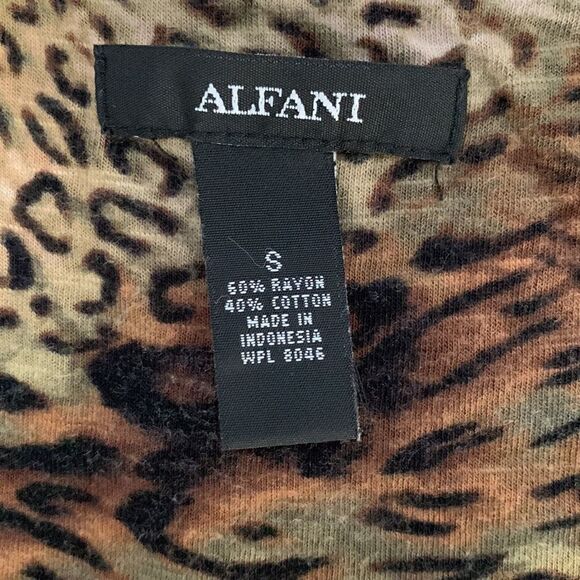 ALFANI
S
60% RAYON
40% COTTON
MADE IN
INDONESIA
WPL 8046